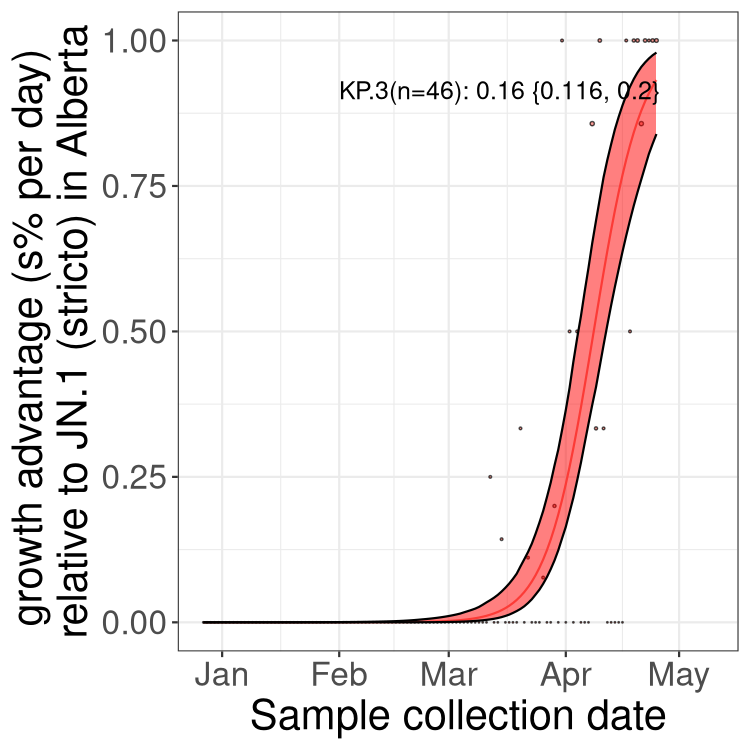 growth advantage (s% per day)
relative to JN.1 (stricto) in Alberta
1.00
0.75
0.50
0.25
0.00
KP.3(n=46): 0.16 {0.116, 0.2}
Jan Feb Mar Apr May
Sample collection date